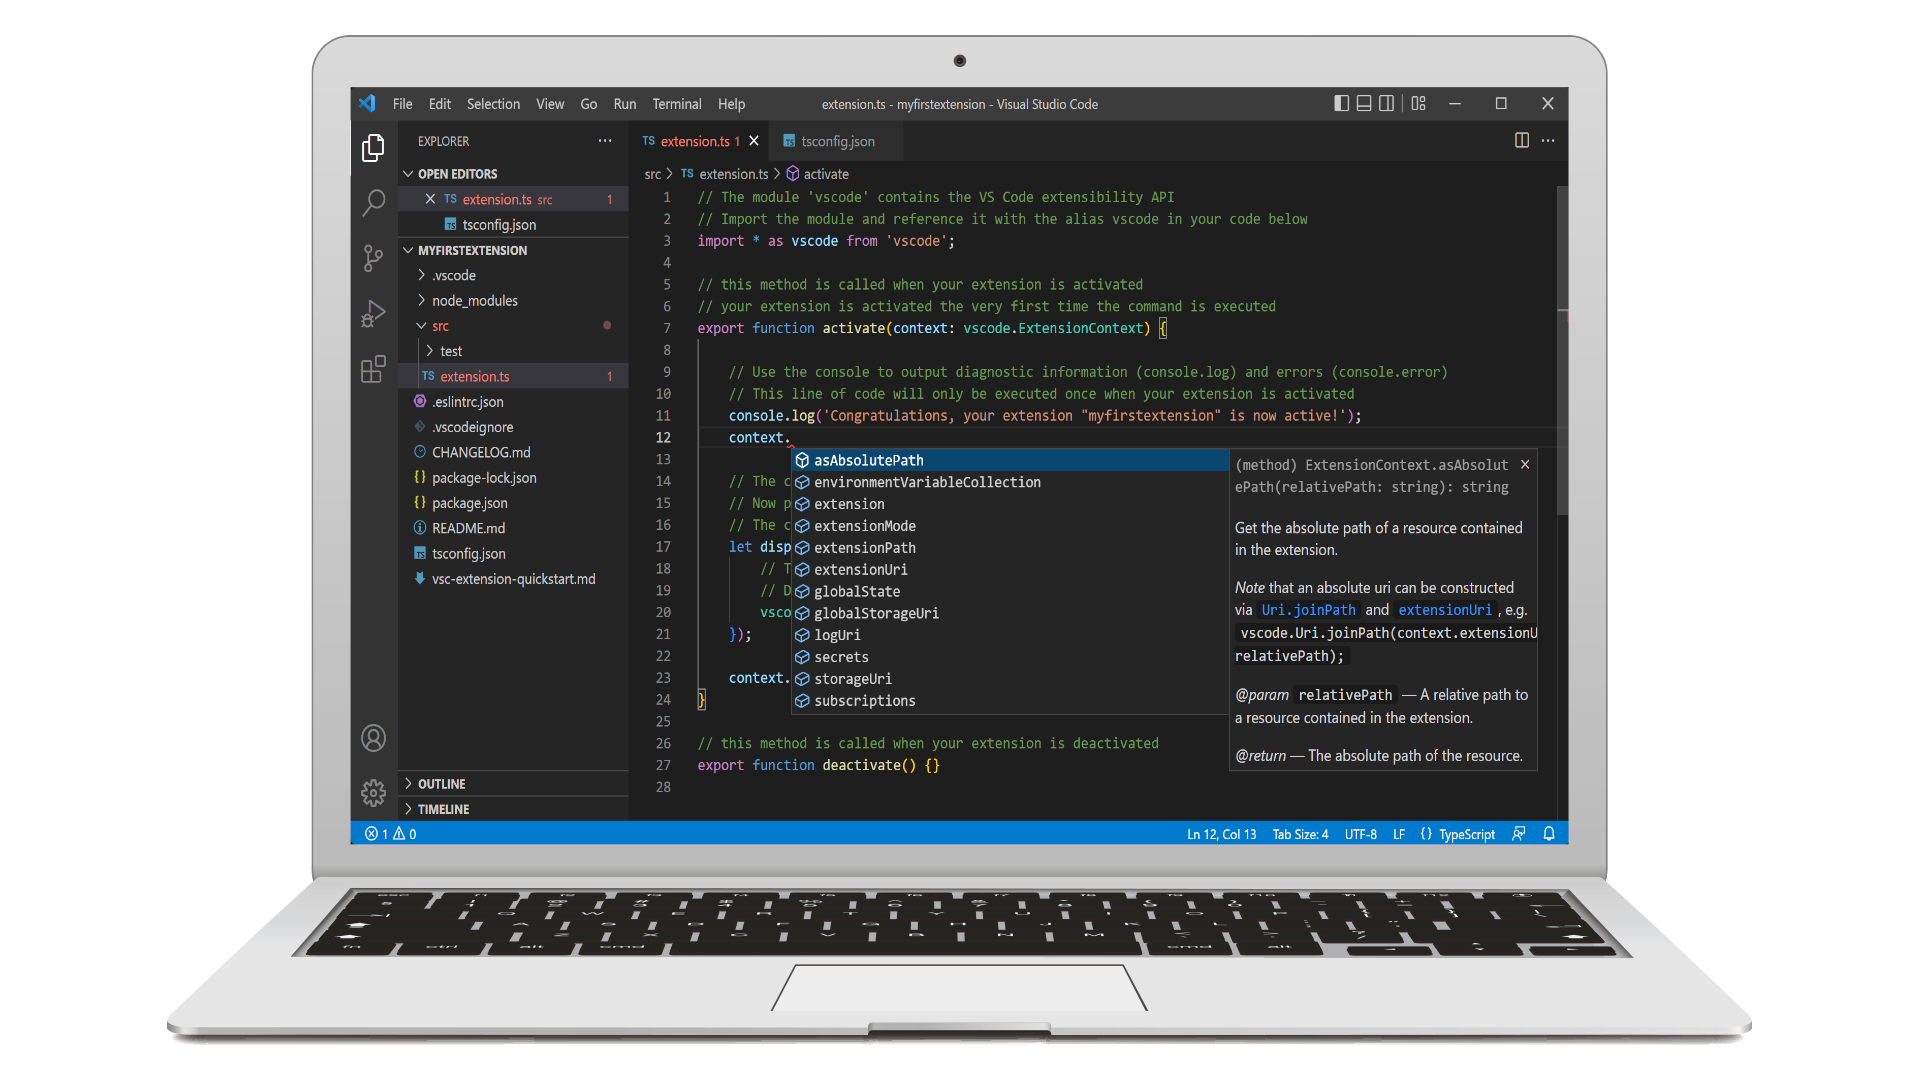 File Edit Selection View Go Run Terminal Help
extension.ts - myfirstextension - Visual Studio Code
EXPLORER
OPEN EDITORS
TS extension.ts src 1
tsconfig.json
MYFIRSTEXTENSION
.vscode
node_modules
src
test
TS extension.ts 1
.eslintrc.json
.vscodeignore
CHANGELOG.md
{} package-lock.json
{} package.json
README.md
TS tsconfig.json
vsc-extension-quickstart.md
OUTLINE
TIMELINE
TS extension.ts 1
tsconfig.json
src > TS extension.ts > activate
1 // The module 'vscode' contains the VS Code extensibility API
2 // Import the module and reference it with the alias vscode in your code below
3 import * as vscode from 'vscode';
4
5 // this method is called when your extension is activated
6 // your extension is activated the very first time the command is executed
7 export function activate(context: vscode.ExtensionContext) {
8
9 // Use the console to output diagnostic information (console.log) and errors (console.error)
10 // This line of code will only be executed once when your extension is activated
11 console.log('Congratulations, your extension "myfirstextension" is now active!');
12 context.
13
14 // The c
15 // Now p
16 // The c
17 let disp
18 // T
19 // D
20 vsco
21 });
22
23 context.
24 }
25
26 // this method is called when your extension is deactivated
27 export function deactivate() {}
28
asAbsolutePath
environmentVariableCollection
extension
extensionMode
extensionPath
extensionUri
globalState
globalStorageUri
logUri
secrets
storageUri
subscriptions
(method) ExtensionContext.asAbsolut
ePath(relativePath: string): string
Get the absolute path of a resource contained
in the extension.
Note that an absolute uri can be constructed
via Uri.joinPath and extensionUri , e.g.
vscode.Uri.joinPath(context.extensionU
relativePath);
@param relativePath — A relative path to
a resource contained in the extension.
@return — The absolute path of the resource.
1 0
Ln 12, Col 13 Tab Size: 4 UTF-8 LF {} TypeScript
Q W E R T Y U I O P
A S D F G H J K L
Z X C V B N M
fn ctrl alt cmd cmd alt